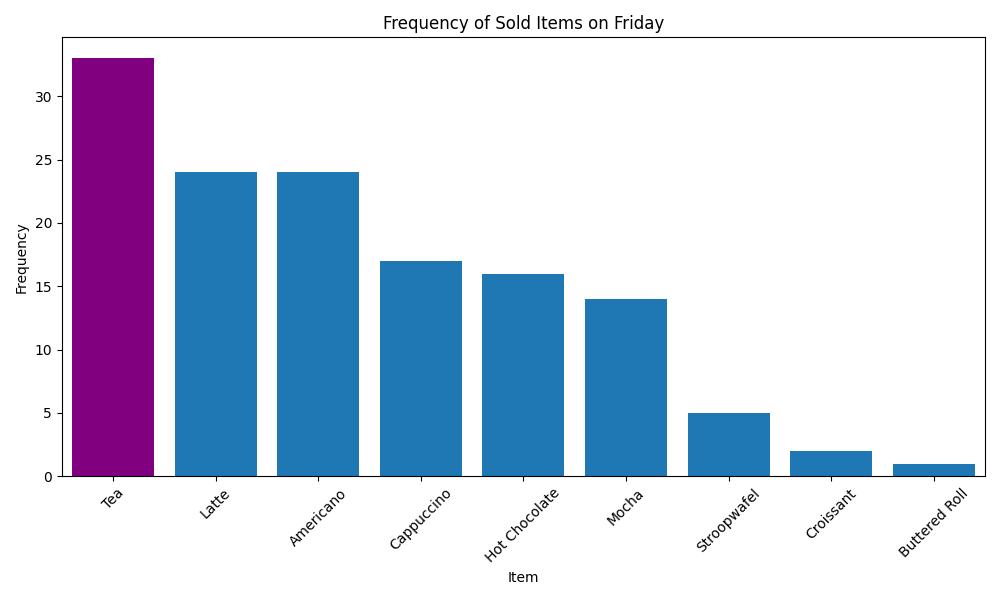 Frequency of Sold Items on Friday
Frequency
30
25
20
15
10
5
0
Tea
Latte
Americano
Cappuccino
Hot Chocolate
Mocha
Stroopwafel
Croissant
Buttered Roll
Item